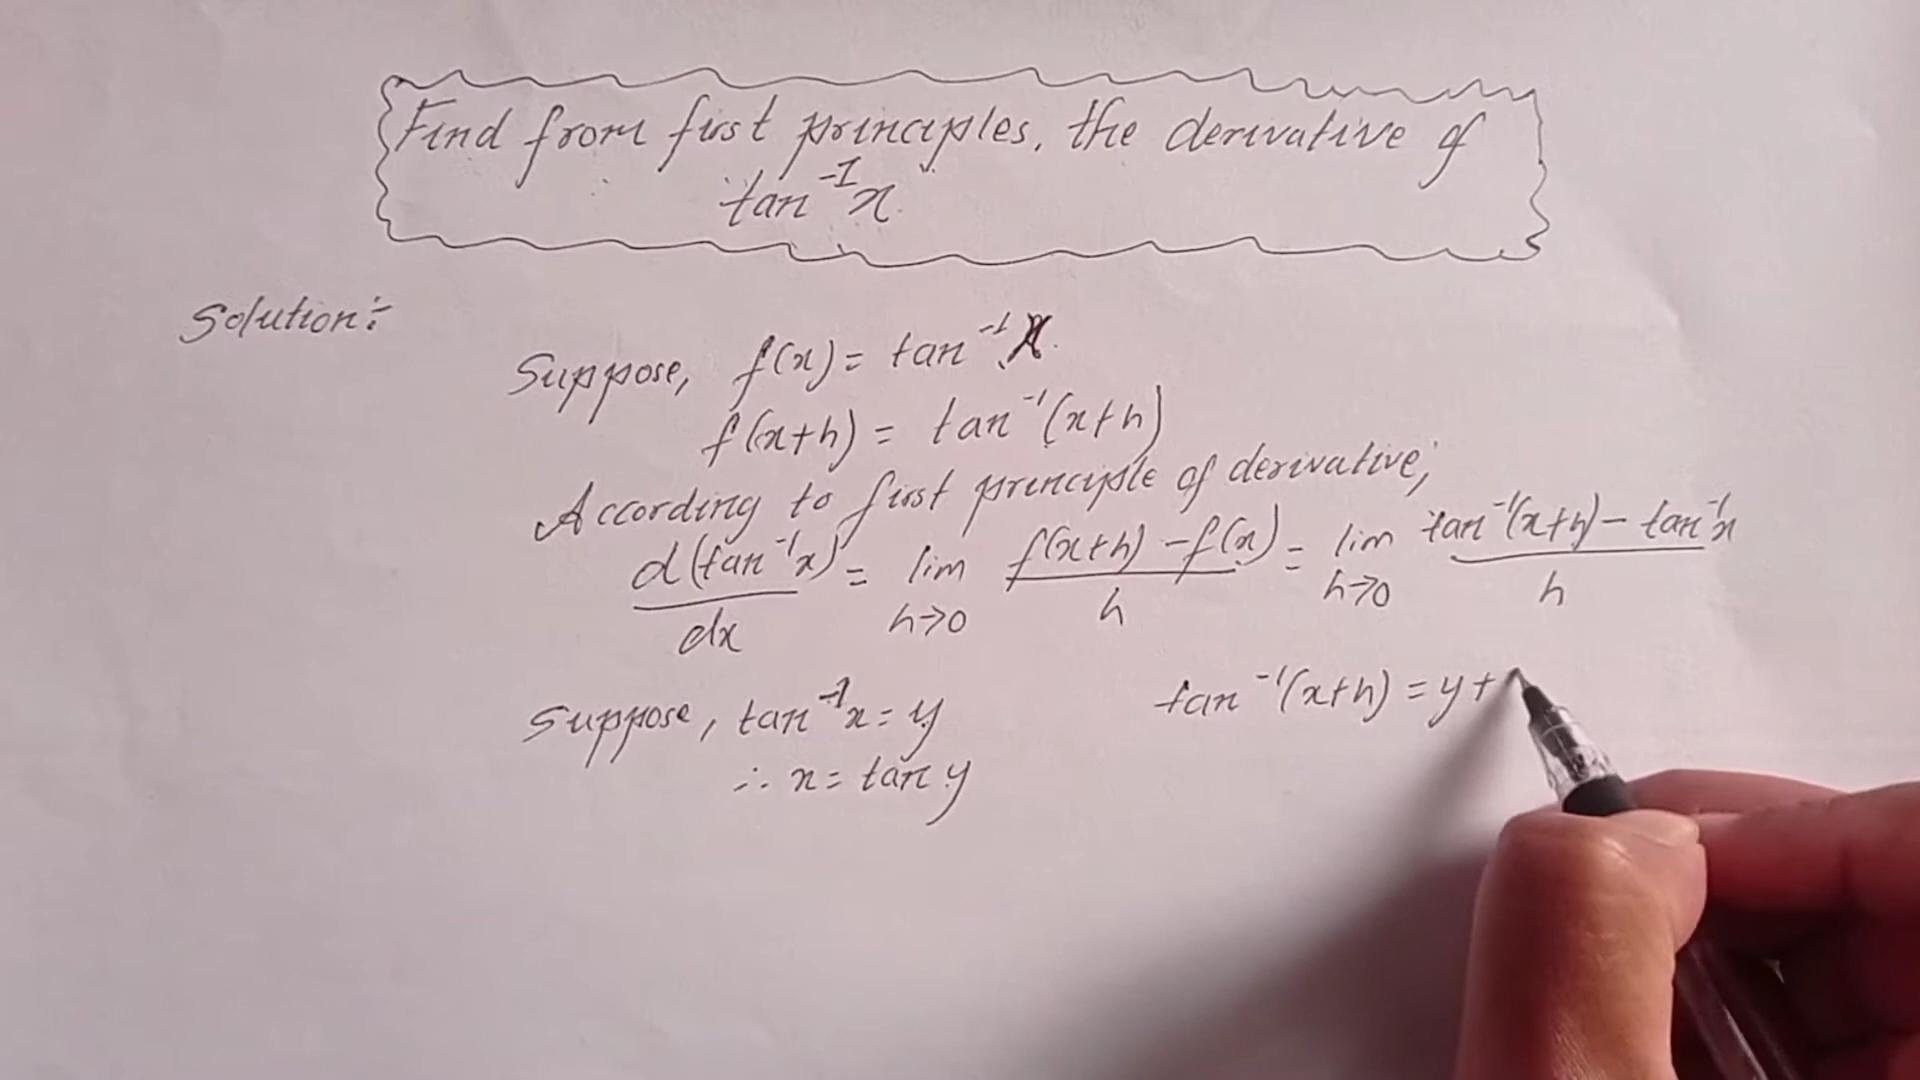 Find from first principles, the derivative of
tan⁻¹x.
Solution:-
Suppose, f(x) = tan⁻¹x.
f(x+h) = tan⁻¹(x+h)
According to first principle of derivative;
d(tan⁻¹x)/dx = lim h→0 f(x+h) - f(x)/h = lim h→0 tan⁻¹(x+h) - tan⁻¹x/h
Suppose, tan⁻¹x = y
tan⁻¹(x+h) = y+
∴ x = tan y